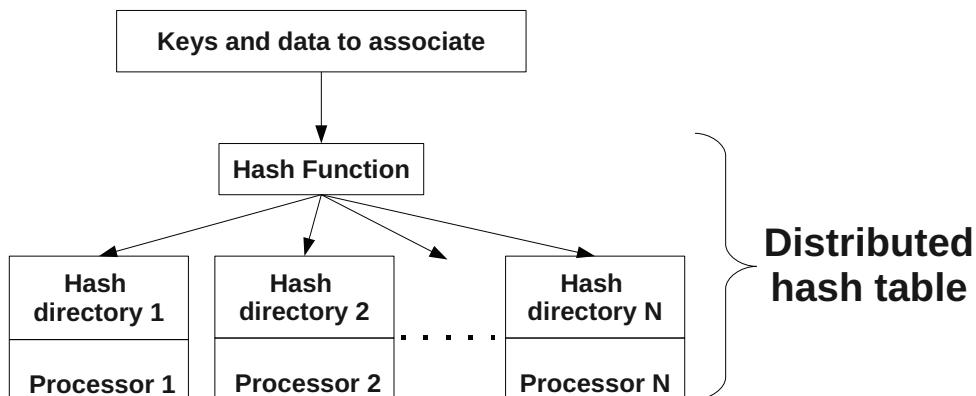 Keys and data to associate
Hash Function
Distributed
hash table
Hash
directory 1
Hash
directory 2
Hash
directory N
. . . . .
Processor 1
Processor 2
Processor N